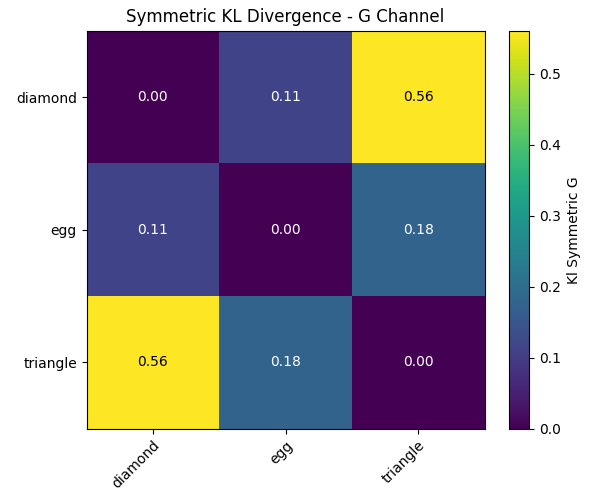 Symmetric KL Divergence - G Channel
diamond 0.00 0.11 0.56
egg 0.11 0.00 0.18
triangle 0.56 0.18 0.00
diamond egg triangle
0.5
0.4
0.3
0.2
0.1
0.0
Kl Symmetric G